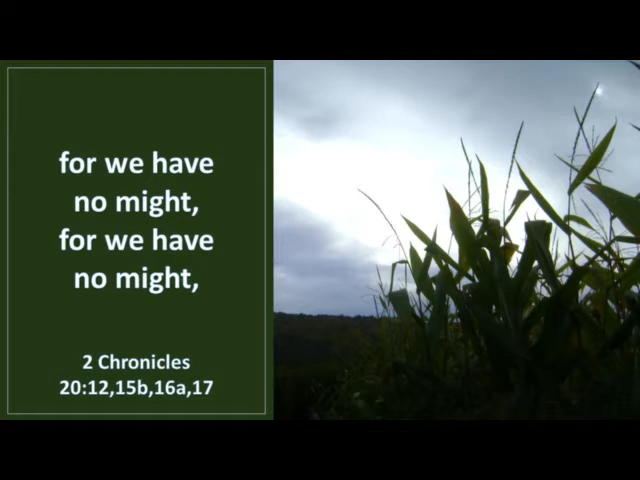 for we have
no might,
for we have
no might,
2 Chronicles
20:12,15b,16a,17